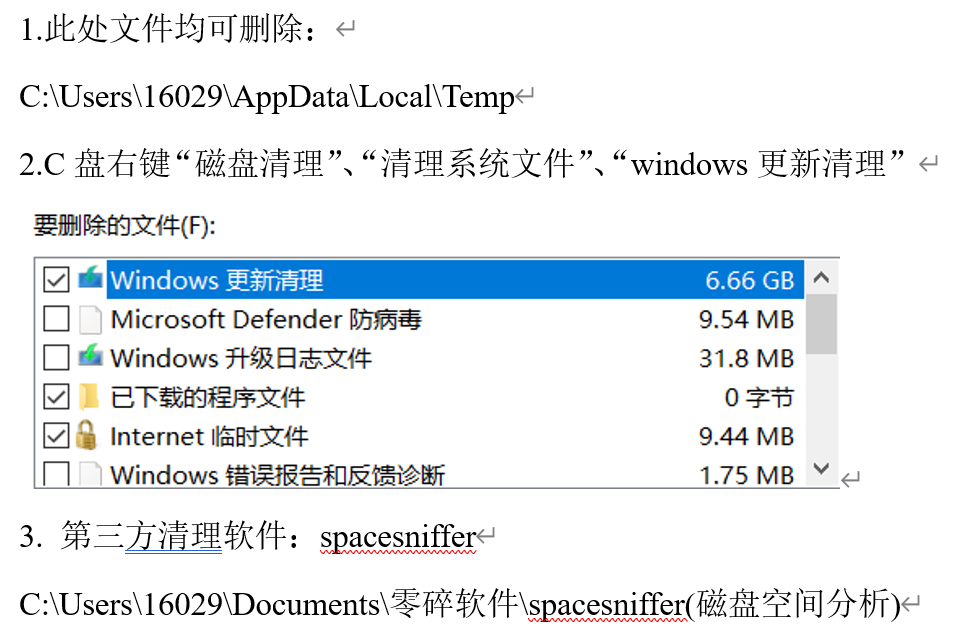 1.此处文件均可删除：
C:\Users\16029\AppData\Local\Temp
2.C 盘右键“磁盘清理”、“清理系统文件”、“windows 更新清理”
要删除的文件(F):
Windows 更新清理 6.66 GB
Microsoft Defender 防病毒 9.54 MB
Windows 升级日志文件 31.8 MB
已下载的程序文件 0 字节
Internet 临时文件 9.44 MB
Windows 错误报告和反馈诊断 1.75 MB
3. 第三方清理软件：spacesniffer
C:\Users\16029\Documents\零碎软件\spacesniffer(磁盘空间分析)